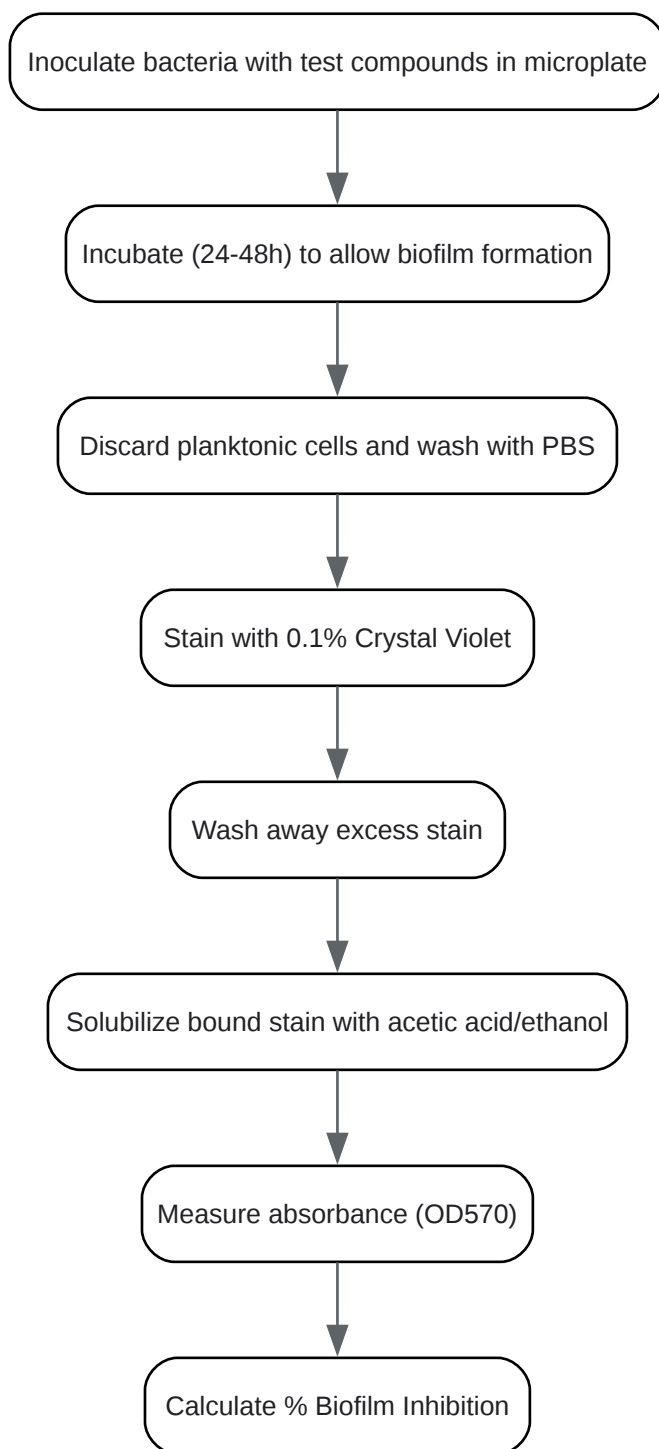 Inoculate bacteria with test compounds in microplate
Incubate (24-48h) to allow biofilm formation
Discard planktonic cells and wash with PBS
Stain with 0.1% Crystal Violet
Wash away excess stain
Solubilize bound stain with acetic acid/ethanol
Measure absorbance (OD570)
Calculate % Biofilm Inhibition